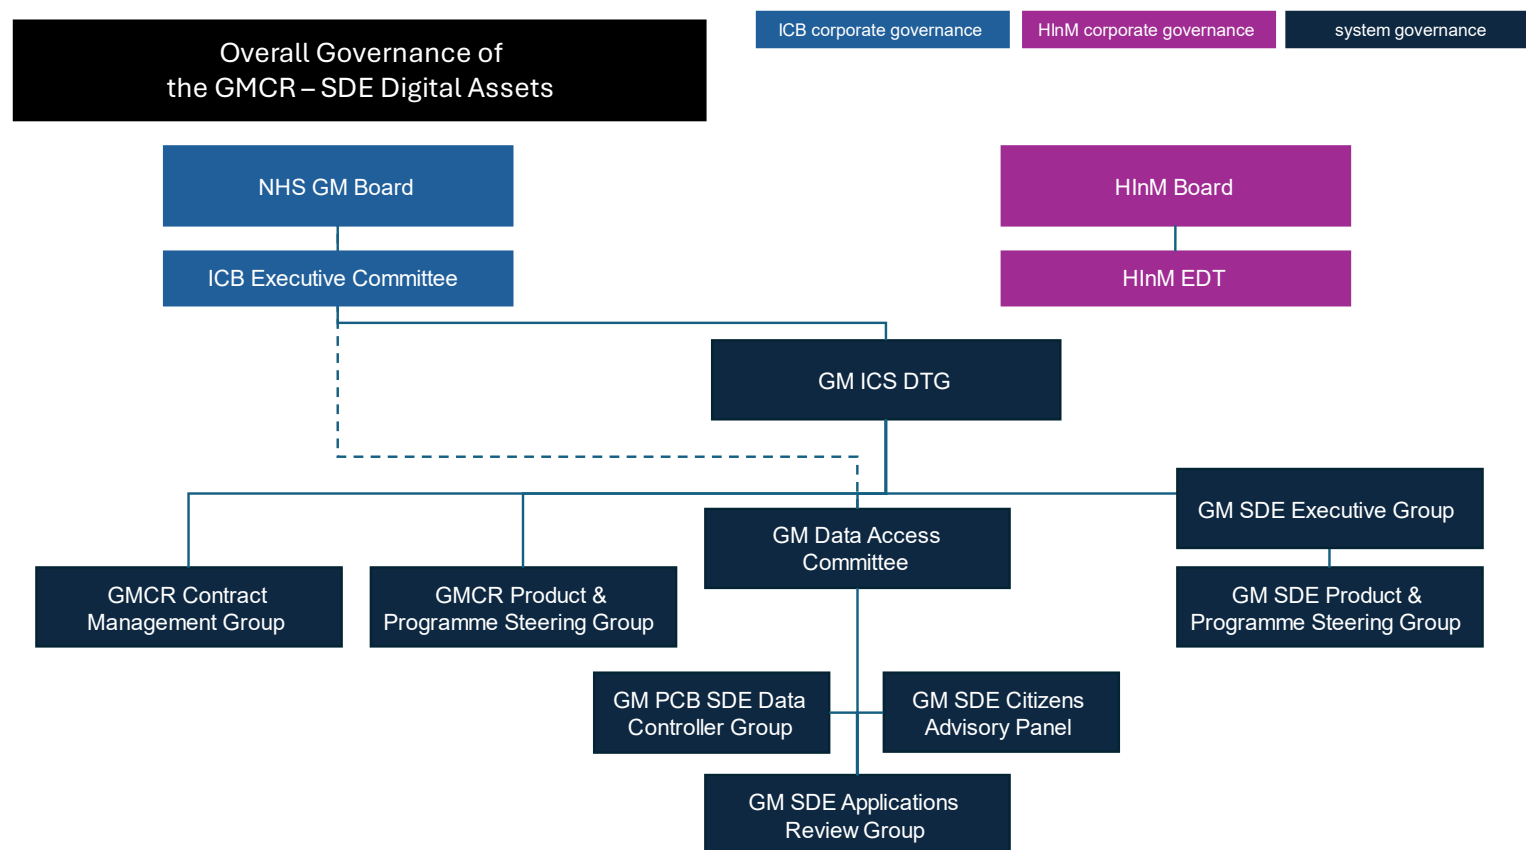 Overall Governance of
the GMCR – SDE Digital Assets
ICB corporate governance
HInM corporate governance
system governance
NHS GM Board
HInM Board
ICB Executive Committee
HInM EDT
GM ICS DTG
GM SDE Executive Group
GM Data Access
Committee
GMCR Contract
Management Group
GMCR Product &
Programme Steering Group
GM SDE Product &
Programme Steering Group
GM PCB SDE Data
Controller Group
GM SDE Citizens
Advisory Panel
GM SDE Applications
Review Group